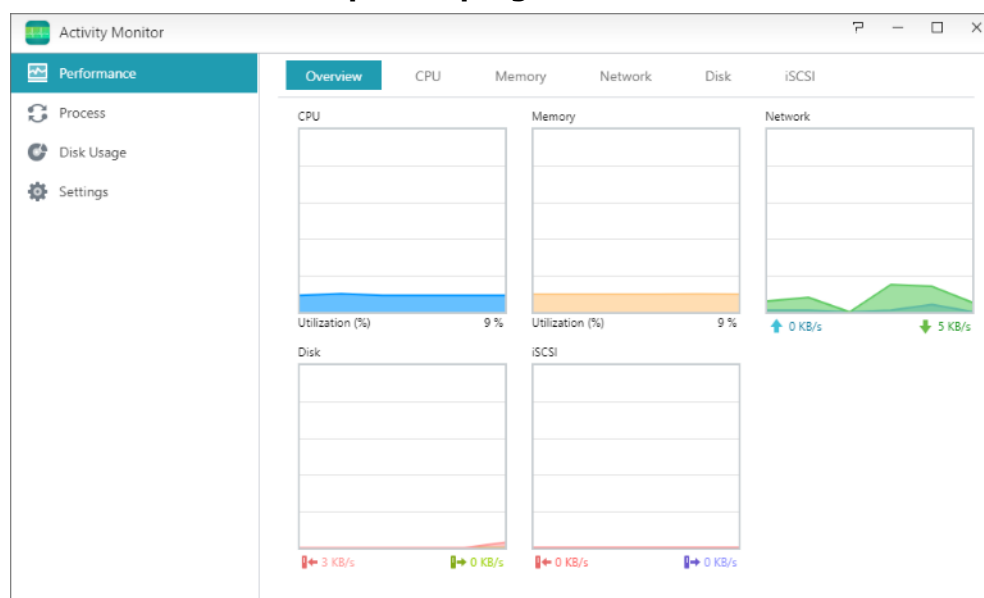 Activity Monitor
Performance
Process
Disk Usage
Settings
Overview CPU Memory Network Disk iSCSI
CPU Memory Network
Utilization (%) 9 % Utilization (%) 9 % 0 KB/s 5 KB/s
Disk iSCSI
3 KB/s 0 KB/s 0 KB/s 0 KB/s